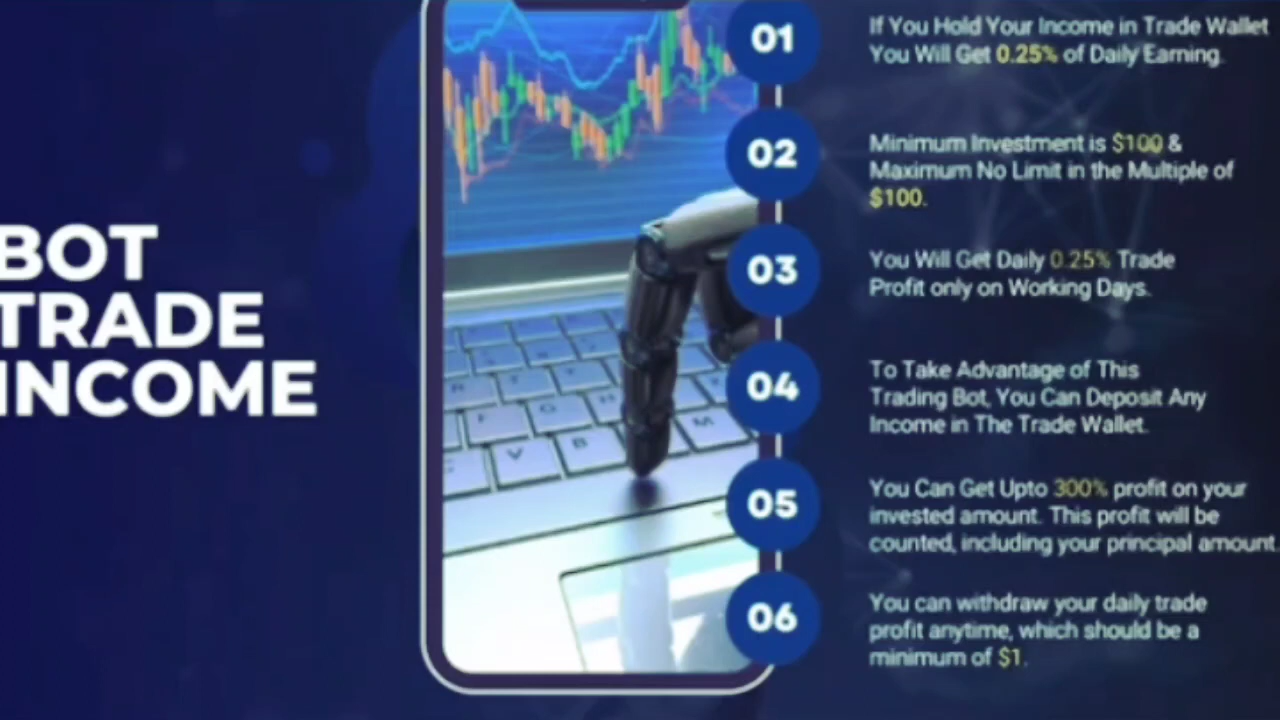 BOT
TRADE
INCOME
01
If You Hold Your Income in Trade Wallet
You Will Get 0.25% of Daily Earning.
02
Minimum Investment is $100 &
Maximum No Limit in the Multiple of
$100.
03
You Will Get Daily 0.25% Trade
Profit only on Working Days.
04
To Take Advantage of This
Trading Bot, You Can Deposit Any
Income in The Trade Wallet.
05
You Can Get Upto 300% profit on your
invested amount. This profit will be
counted, including your principal amount.
06
You can withdraw your daily trade
profit anytime, which should be a
minimum of $1.